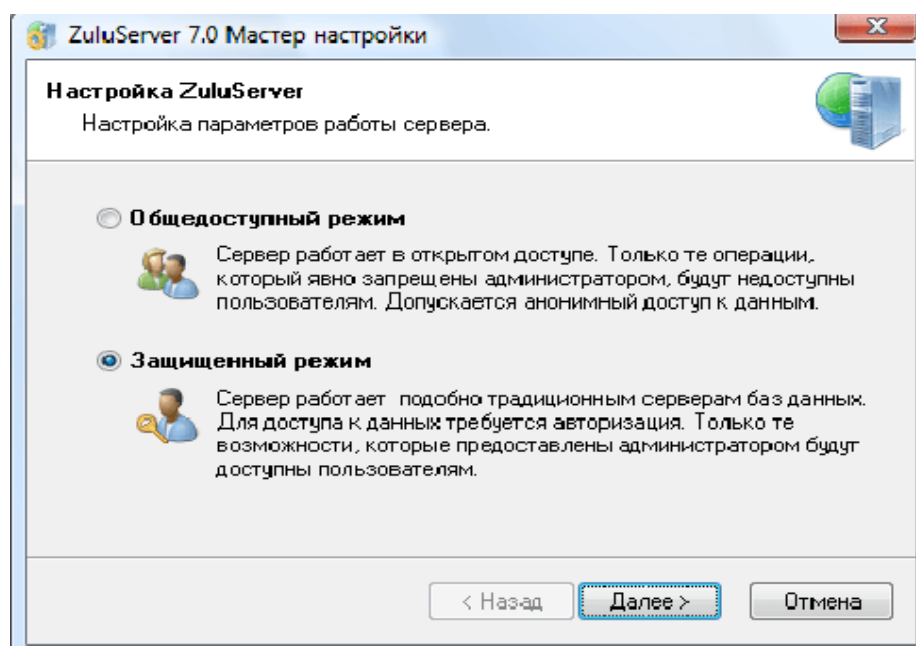 ZuluServer 7.0 Мастер настройки
Настройка ZuluServer
Настройка параметров работы сервера.
Общедоступный режим
Сервер работает в открытом доступе. Только те операции,
который явно запрещены администратором, будут недоступны
пользователям. Допускается анонимный доступ к данным.
Защищенный режим
Сервер работает подобно традиционным серверам баз данных.
Для доступа к данных требуется авторизация. Только те
возможности, которые предоставлены администратором будут
доступны пользователям.
< Назад
Далее >
Отмена